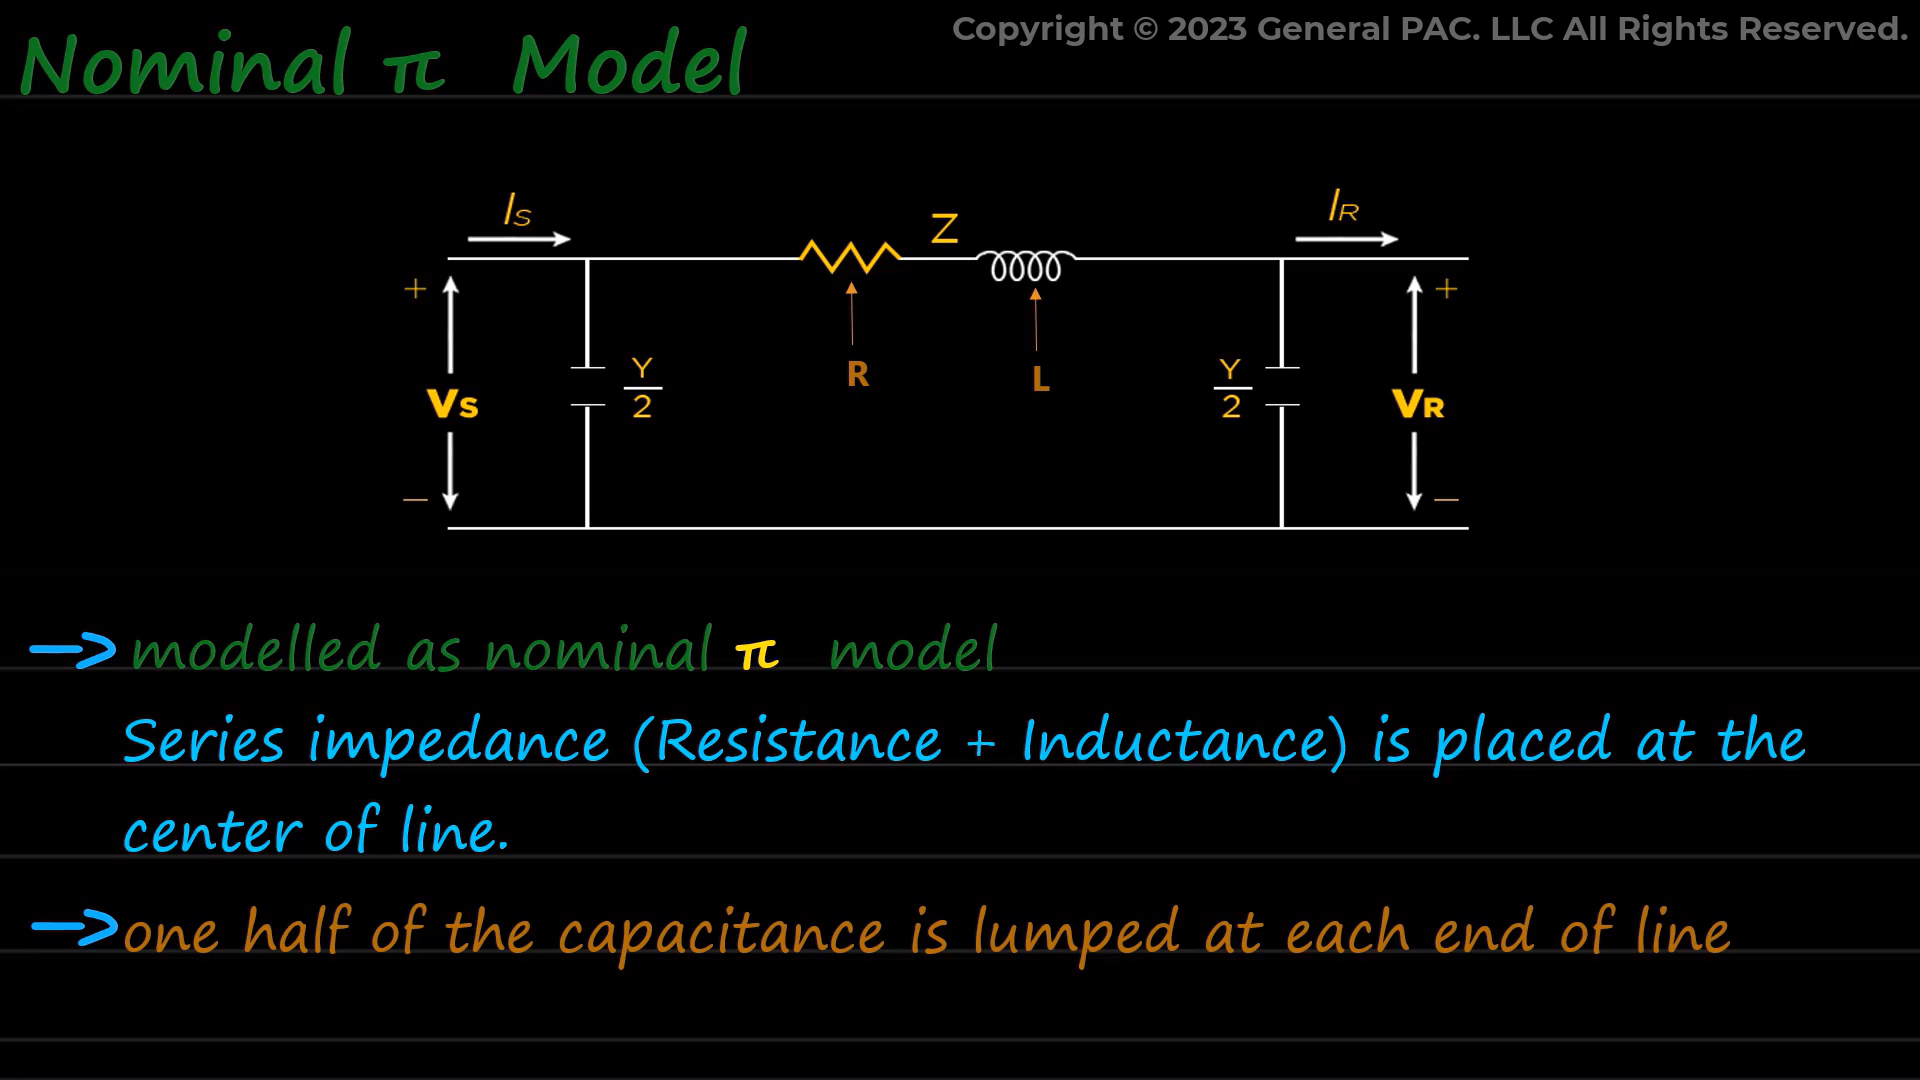 Copyright © 2023 General PAC. LLC All Rights Reserved.
Nominal π Model
IS
Z
IR
+
+
Y
2
R
L
Y
2
VS
VR
–
–
–> modelled as nominal π model
Series impedance (Resistance + Inductance) is placed at the
center of line.
–> one half of the capacitance is lumped at each end of line